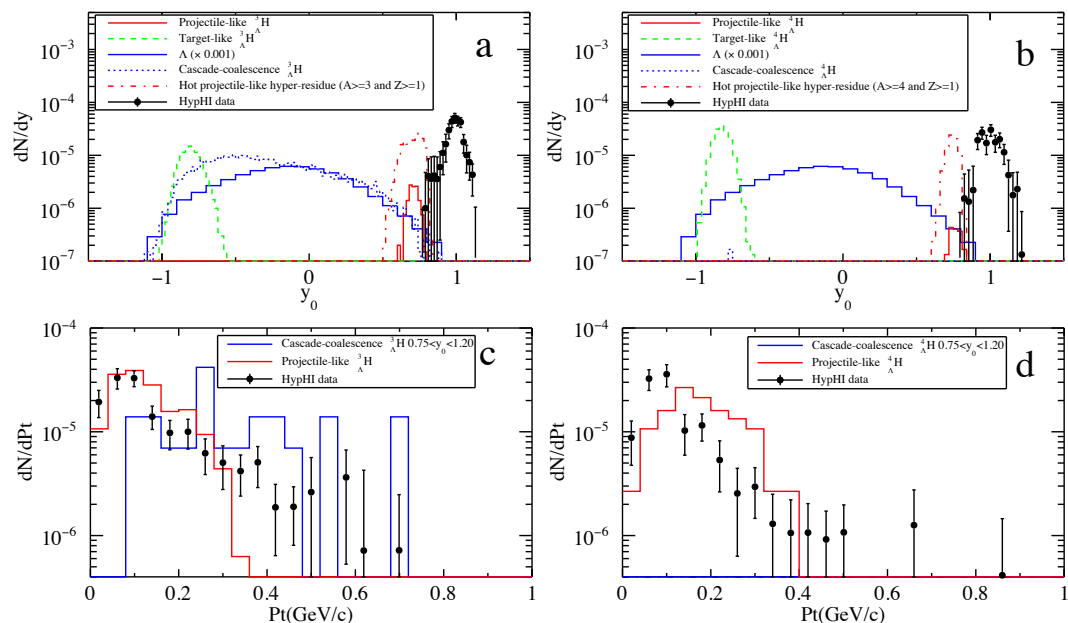 Projectile-like ³ΛH
Target-like ³ΛH
Λ (× 0.001)
Cascade-coalescence ³ΛH
Hot projectile-like hyper-residue (A>=3 and Z>=1)
HypHI data
a
dN/dy
10⁻³
10⁻⁴
10⁻⁵
10⁻⁶
10⁻⁷
−1 0 1
y₀
Projectile-like ⁴ΛH
Target-like ⁴ΛH
Λ (× 0.001)
Cascade-coalescence ⁴ΛH
Hot projectile-like hyper-residue (A>=4 and Z>=1)
HypHI data
b
dN/dy
10⁻³
10⁻⁴
10⁻⁵
10⁻⁶
10⁻⁷
−1 0 1
y₀
Cascade-coalescence ³ΛH 0.75<y₀<1.20
Projectile-like ³ΛH
HypHI data
c
dN/dPt
10⁻⁴
10⁻⁵
10⁻⁶
0 0.2 0.4 0.6 0.8 1
Pt(GeV/c)
Cascade-coalescence ⁴ΛH 0.75<y₀<1.20
Projectile-like ⁴ΛH
HypHI data
d
dN/dPt
10⁻⁴
10⁻⁵
10⁻⁶
0 0.2 0.4 0.6 0.8 1
Pt(GeV/c)